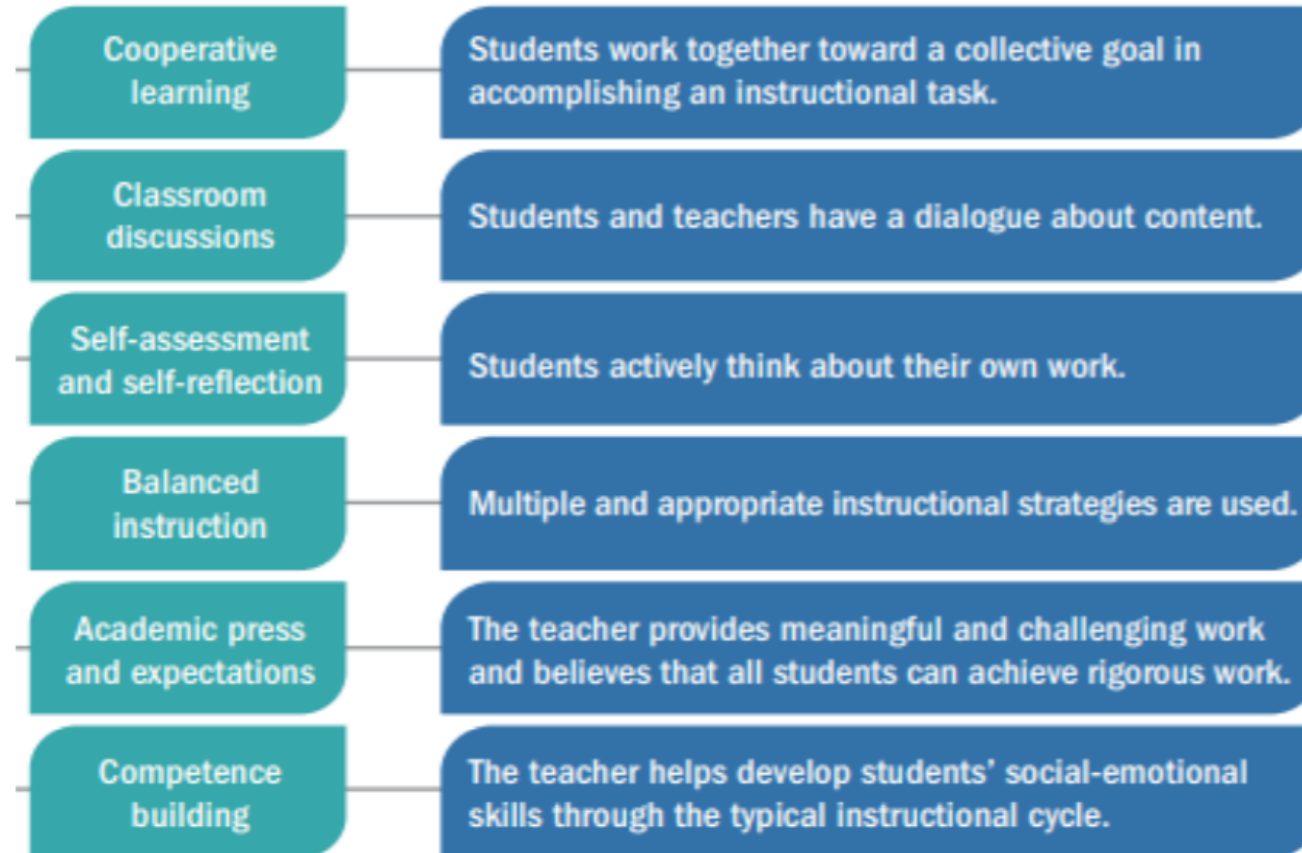 Cooperative
learning
Students work together toward a collective goal in
accomplishing an instructional task.
Classroom
discussions
Students and teachers have a dialogue about content.
Self-assessment
and self-reflection
Students actively think about their own work.
Balanced
instruction
Multiple and appropriate instructional strategies are used.
Academic press
and expectations
The teacher provides meaningful and challenging work
and believes that all students can achieve rigorous work.
Competence
building
The teacher helps develop students’ social-emotional
skills through the typical instructional cycle.